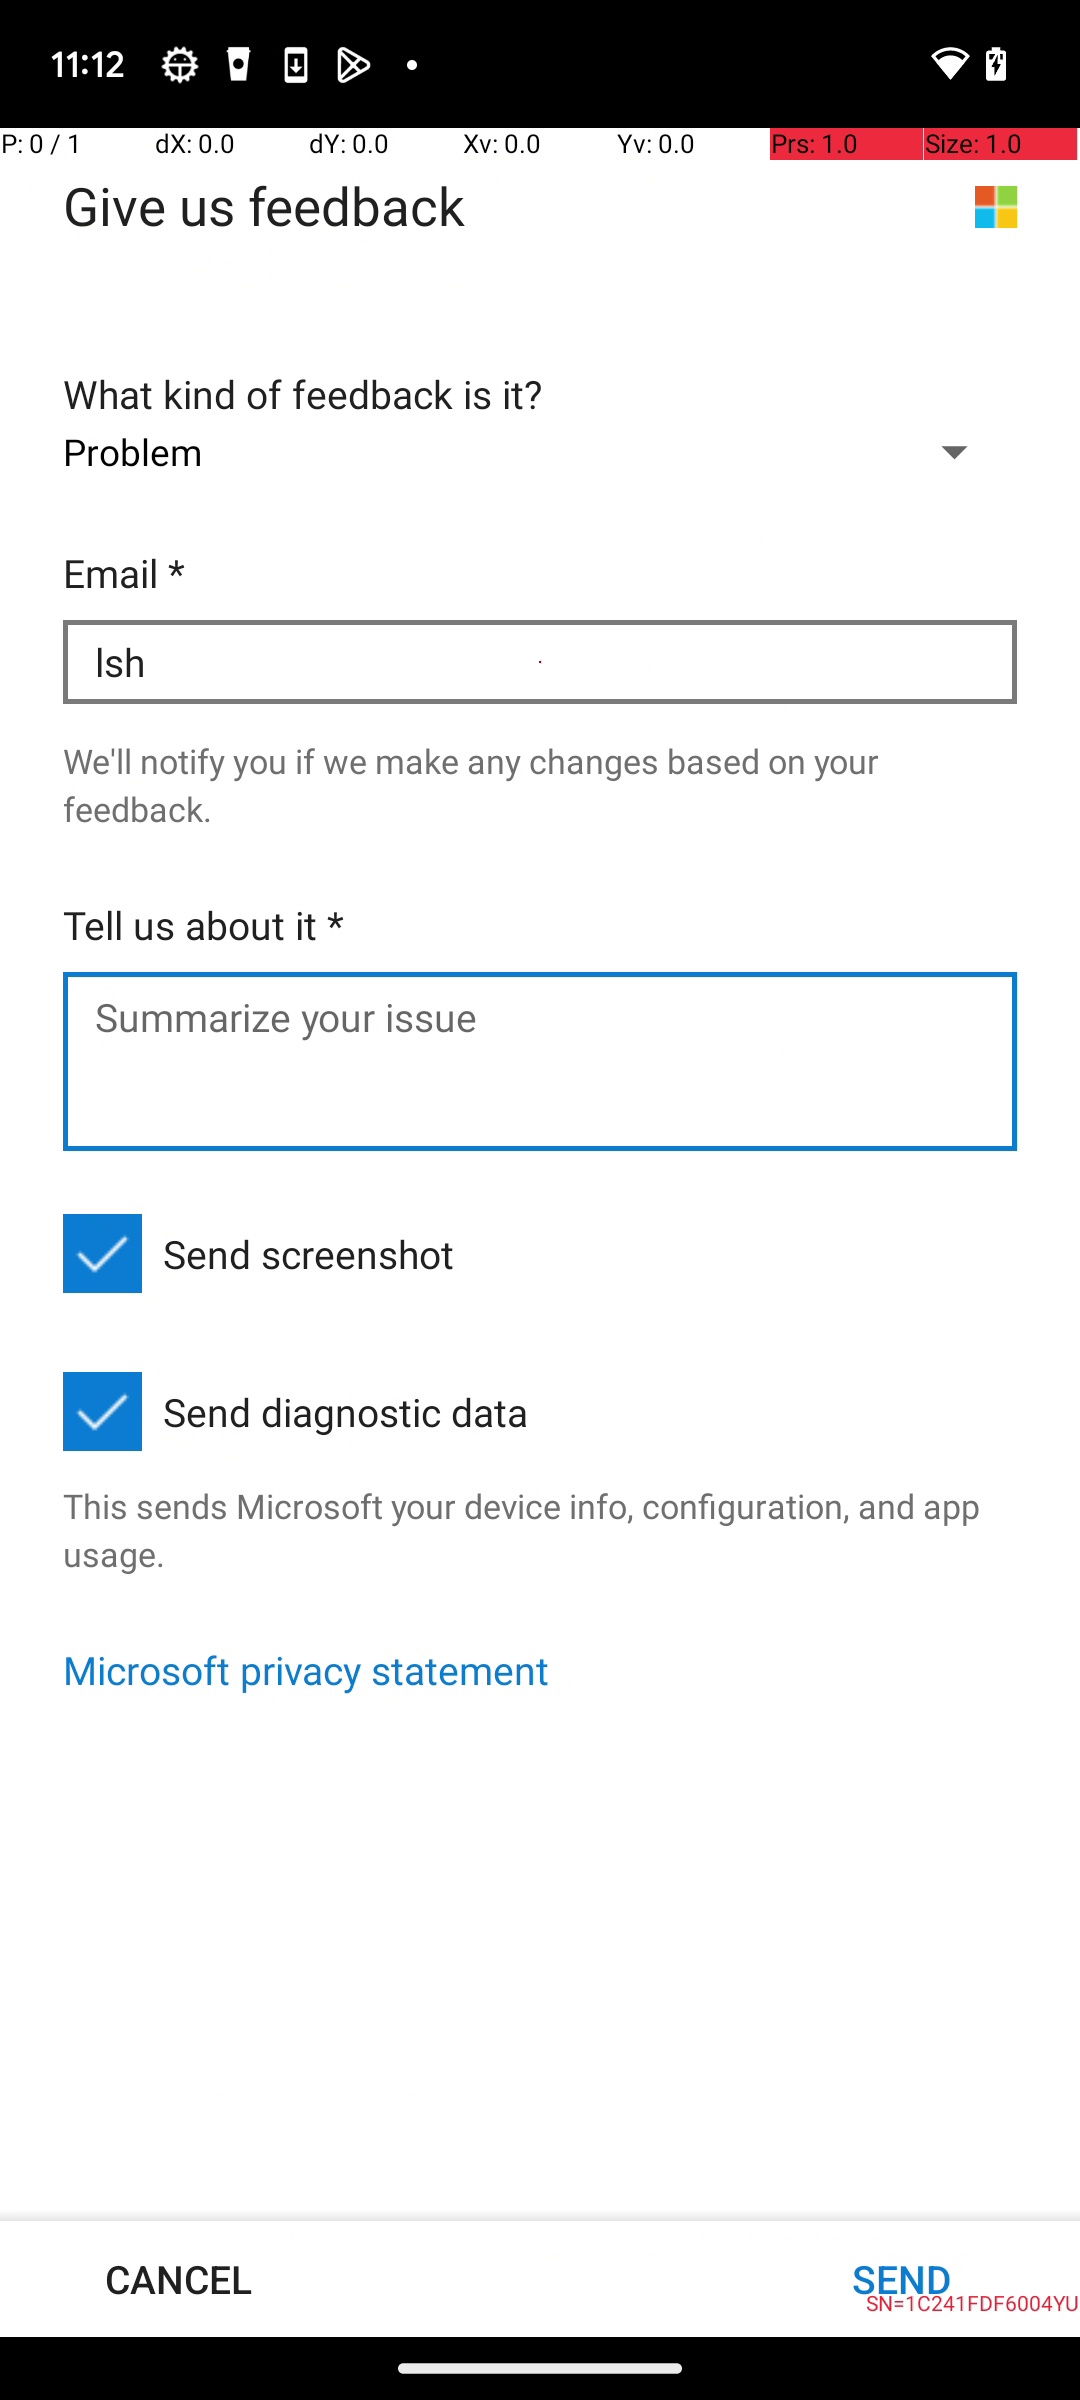 11:12
P: 0 / 1 dX: 0.0 dY: 0.0 Xv: 0.0 Yv: 0.0 Prs: 1.0 Size: 1.0
Give us feedback
What kind of feedback is it?
Problem
Email *
lsh
We'll notify you if we make any changes based on your
feedback.
Tell us about it *
Summarize your issue
Send screenshot
Send diagnostic data
This sends Microsoft your device info, configuration, and app
usage.
Microsoft privacy statement
CANCEL SEND
SN=1C241FDF6004YU